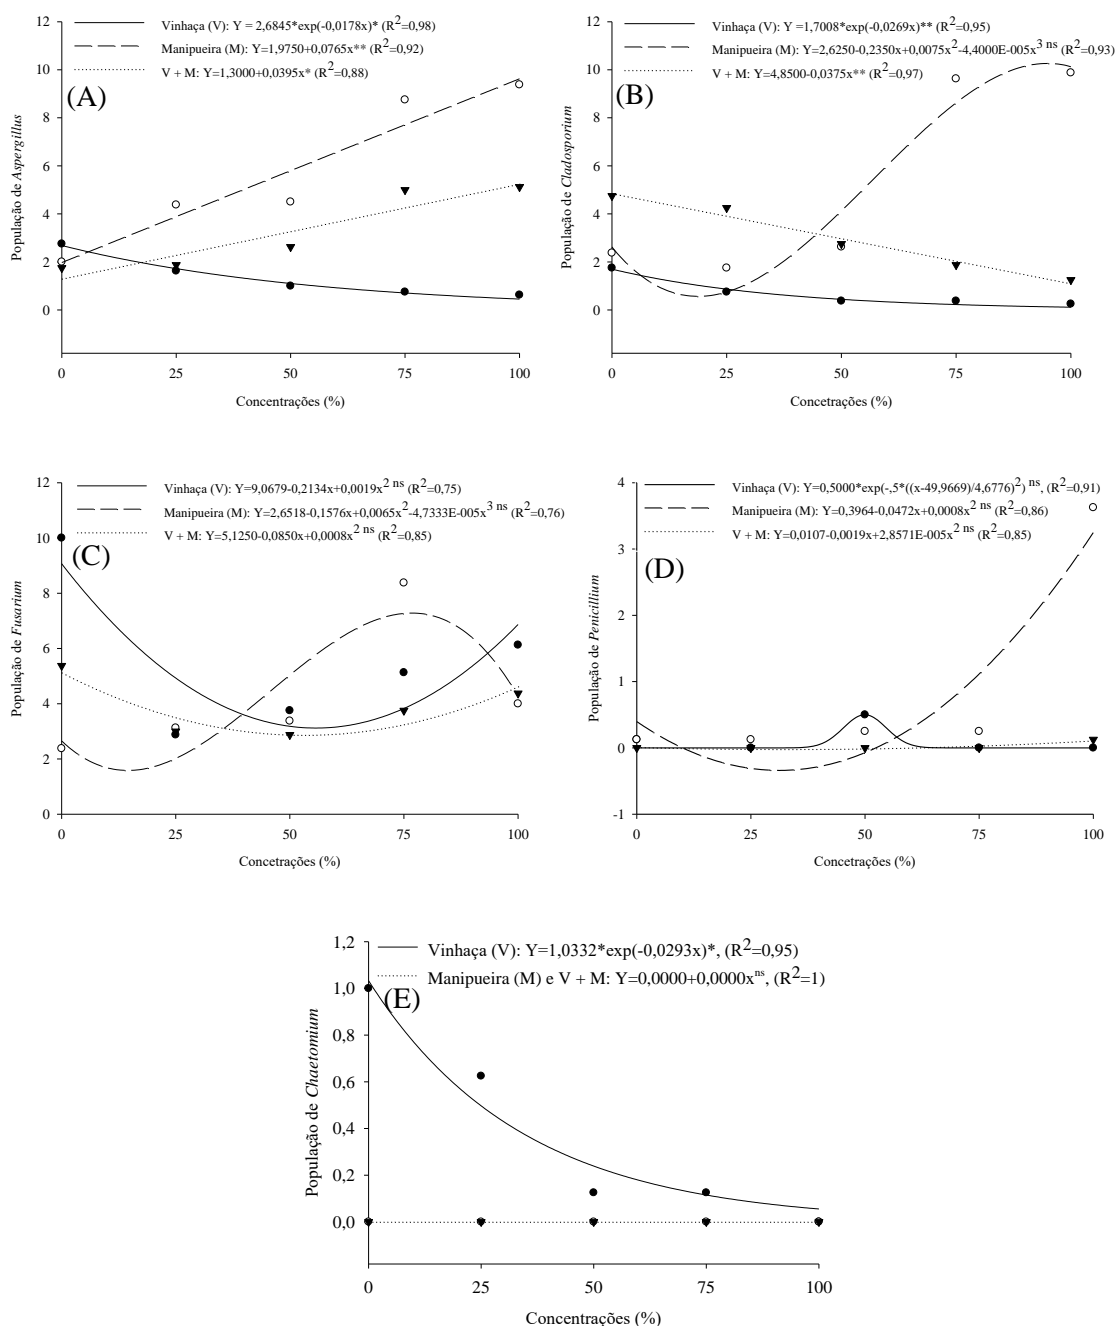 Vinhaça (V): Y = 2,6845*exp(-0,0178x)* (R2=0,98)
Manipueira (M): Y=1,9750+0,0765x** (R2=0,92)
V + M: Y=1,3000+0,0395x* (R2=0,88)
(A)
População de Aspergillus
12
10
8
6
4
2
0
0 25 50 75 100
Concentrações (%)
Vinhaça (V): Y =1,7008*exp(-0,0269x)** (R2=0,95)
Manipueira (M): Y=2,6250-0,2350x+0,0075x2-4,4000E-005x3 ns (R2=0,93)
V + M: Y=4,8500-0,0375x** (R2=0,97)
(B)
População de Cladosporium
12
10
8
6
4
2
0
0 25 50 75 100
Concetrações (%)
Vinhaça (V): Y=9,0679-0,2134x+0,0019x2 ns (R2=0,75)
Manipueira (M): Y=2,6518-0,1576x+0,0065x2-4,7333E-005x3 ns (R2=0,76)
V + M: Y=5,1250-0,0850x+0,0008x2 ns (R2=0,85)
(C)
População de Fusarium
12
10
8
6
4
2
0
0 25 50 75 100
Concetrações (%)
Vinhaça (V): Y=0,5000*exp(-,5*((x-49,9669)/4,6776)2) ns, (R2=0,91)
Manipueira (M): Y=0,3964-0,0472x+0,0008x2 ns (R2=0,86)
V + M: Y=0,0107-0,0019x+2,8571E-005x2 ns (R2=0,85)
(D)
População de Penicillium
4
3
2
1
0
-1
0 25 50 75 100
Concetrações (%)
Vinhaça (V): Y=1,0332*exp(-0,0293x)*, (R2=0,95)
Manipueira (M) e V + M: Y=0,0000+0,0000xns, (R2=1)
(E)
População de Chaetomium
1,2
1,0
0,8
0,6
0,4
0,2
0,0
0 25 50 75 100
Concentrações (%)